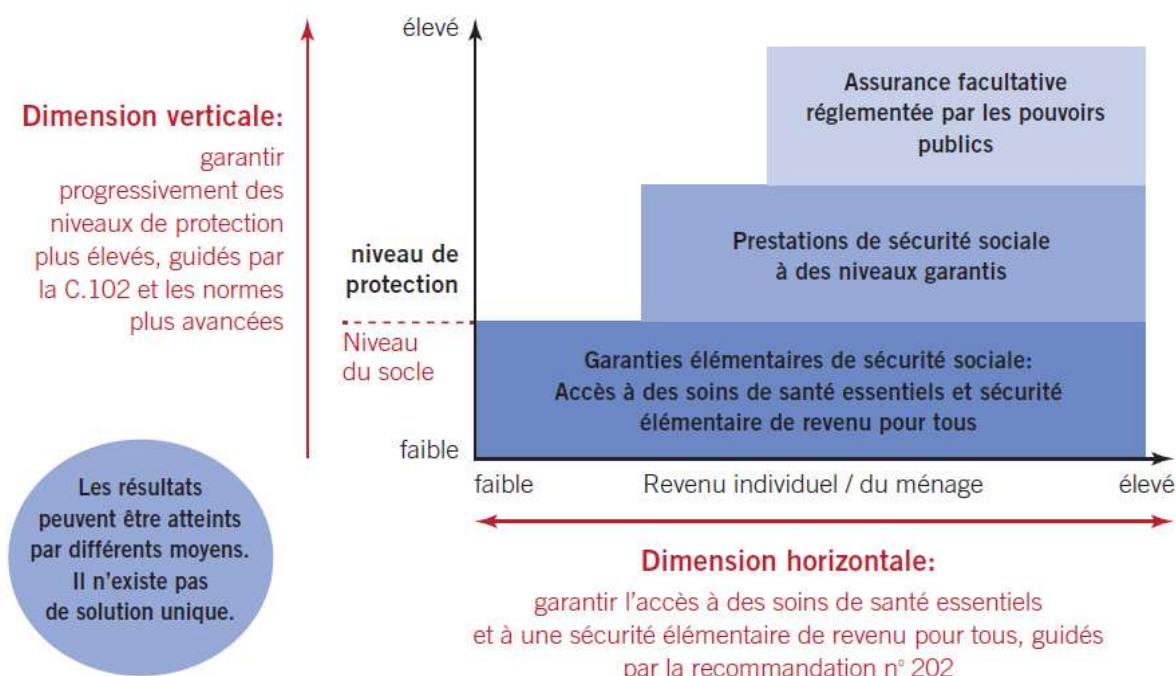 Dimension verticale:
garantir
progressivement des
niveaux de protection
plus élevés, guidés par
la C.102 et les normes
plus avancées
Les résultats
peuvent être atteints
par différents moyens.
Il n'existe pas
de solution unique.
élevé
niveau de
protection
Niveau
du socle
faible
Assurance facultative
réglementée par les pouvoirs
publics
Prestations de sécurité sociale
à des niveaux garantis
Garanties élémentaires de sécurité sociale:
Accès à des soins de santé essentiels et sécurité
élémentaire de revenu pour tous
faible Revenu individuel / du ménage élevé
Dimension horizontale:
garantir l'accès à des soins de santé essentiels
et à une sécurité élémentaire de revenu pour tous, guidés
par la recommandation n° 202